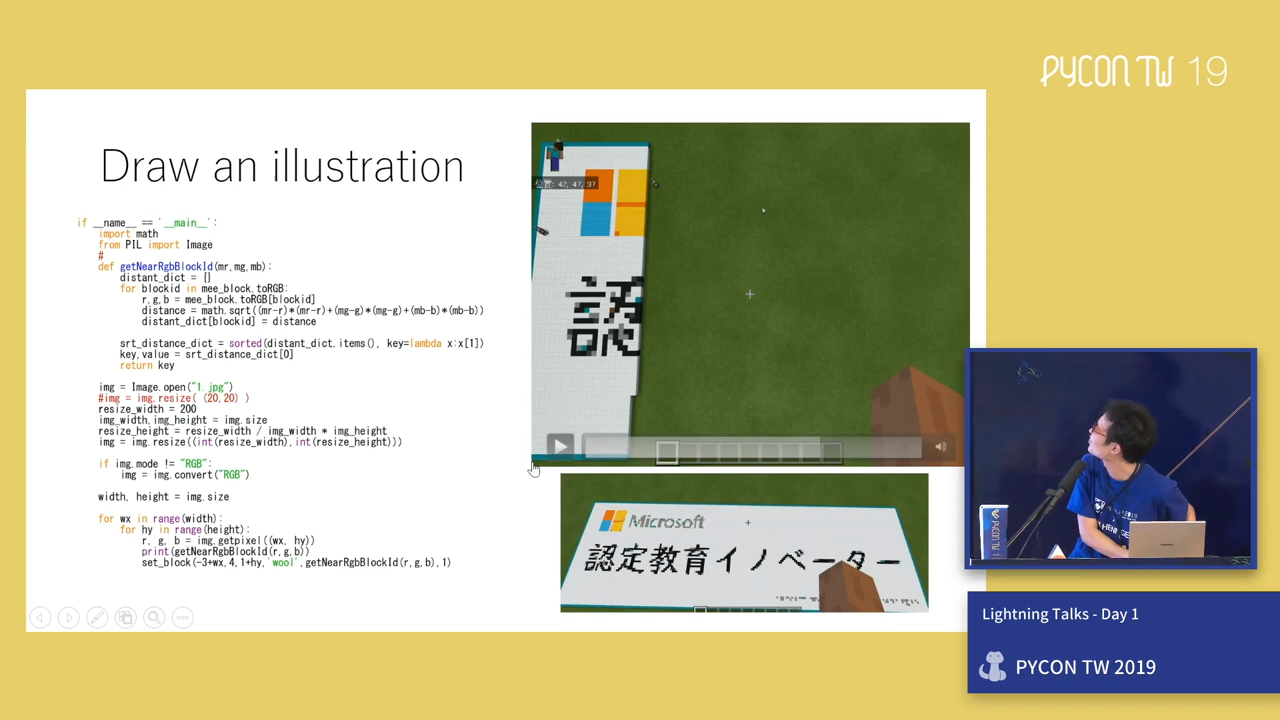 PYCON TW 19
Draw an illustration
if __name__ == '__main__':
import math
from PIL import Image
#
def getNearRgbBlockId(mr,mg,mb):
distant_dict = {}
for blockid in mee_block.toRGB:
r,g,b = mee_block.toRGB[blockid]
distance = math.sqrt((mr-r)*(mr-r)+(mg-g)*(mg-g)+(mb-b)*(mb-b))
distant_dict[blockid] = distance
srt_distance_dict = sorted(distant_dict.items(), key=lambda x:x[1])
key,value = srt_distance_dict[0]
return key
img = Image.open("1.jpg")
#img = img.resize( (20,20) )
resize_width = 200
img_width,img_height = img.size
resize_height = resize_width / img_width * img_height
img = img.resize((int(resize_width),int(resize_height)))
if img.mode != "RGB":
img = img.convert("RGB")
width, height = img.size
for wx in range(width):
for hy in range(height):
r, g, b = img.getpixel((wx, hy))
print(getNearRgbBlockId(r,g,b))
set_block(-3+wx,4,1+hy,'wool',getNearRgbBlockId(r,g,b),1)
位置: 42, 47, 37
認
Microsoft
認定教育イノベーター
Lightning Talks - Day 1
PYCON TW 2019